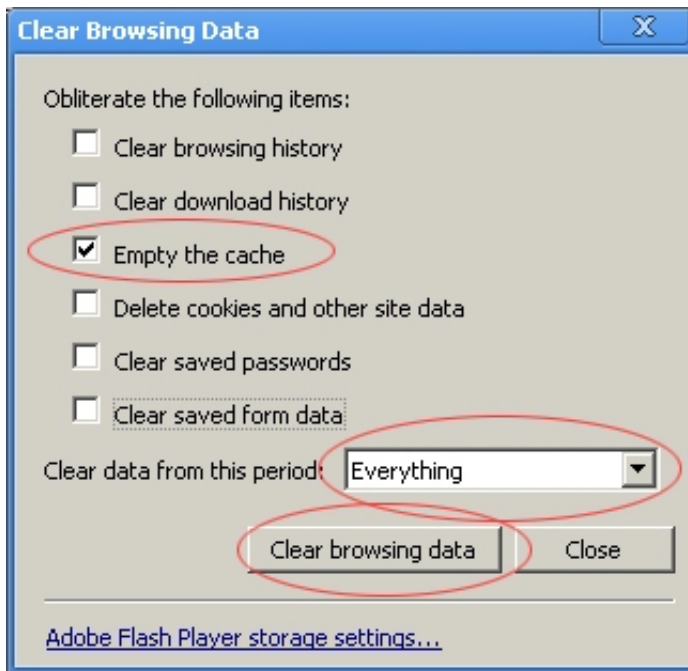 Clear Browsing Data
Obliterate the following items:
Clear browsing history
Clear download history
Empty the cache
Delete cookies and other site data
Clear saved passwords
Clear saved form data
Clear data from this period: Everything
Clear browsing data Close
Adobe Flash Player storage settings...